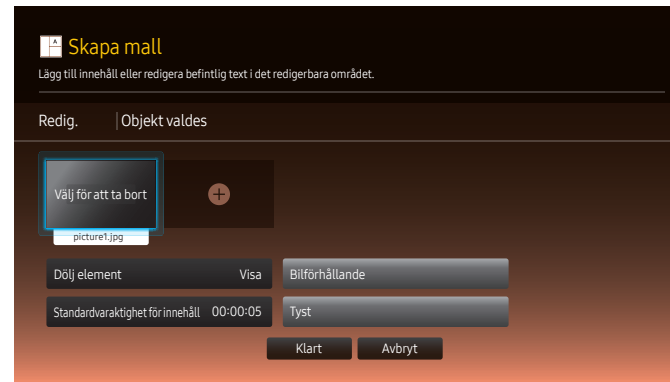 Skapa mall
Lägg till innehåll eller redigera befintlig text i det redigerbara området.
Redig. Objekt valdes
Välj för att ta bort
picture1.jpg
Dölj element Visa Bilförhållande
Standardvaraktighet för innehåll 00:00:05 Tyst
Klart Avbryt